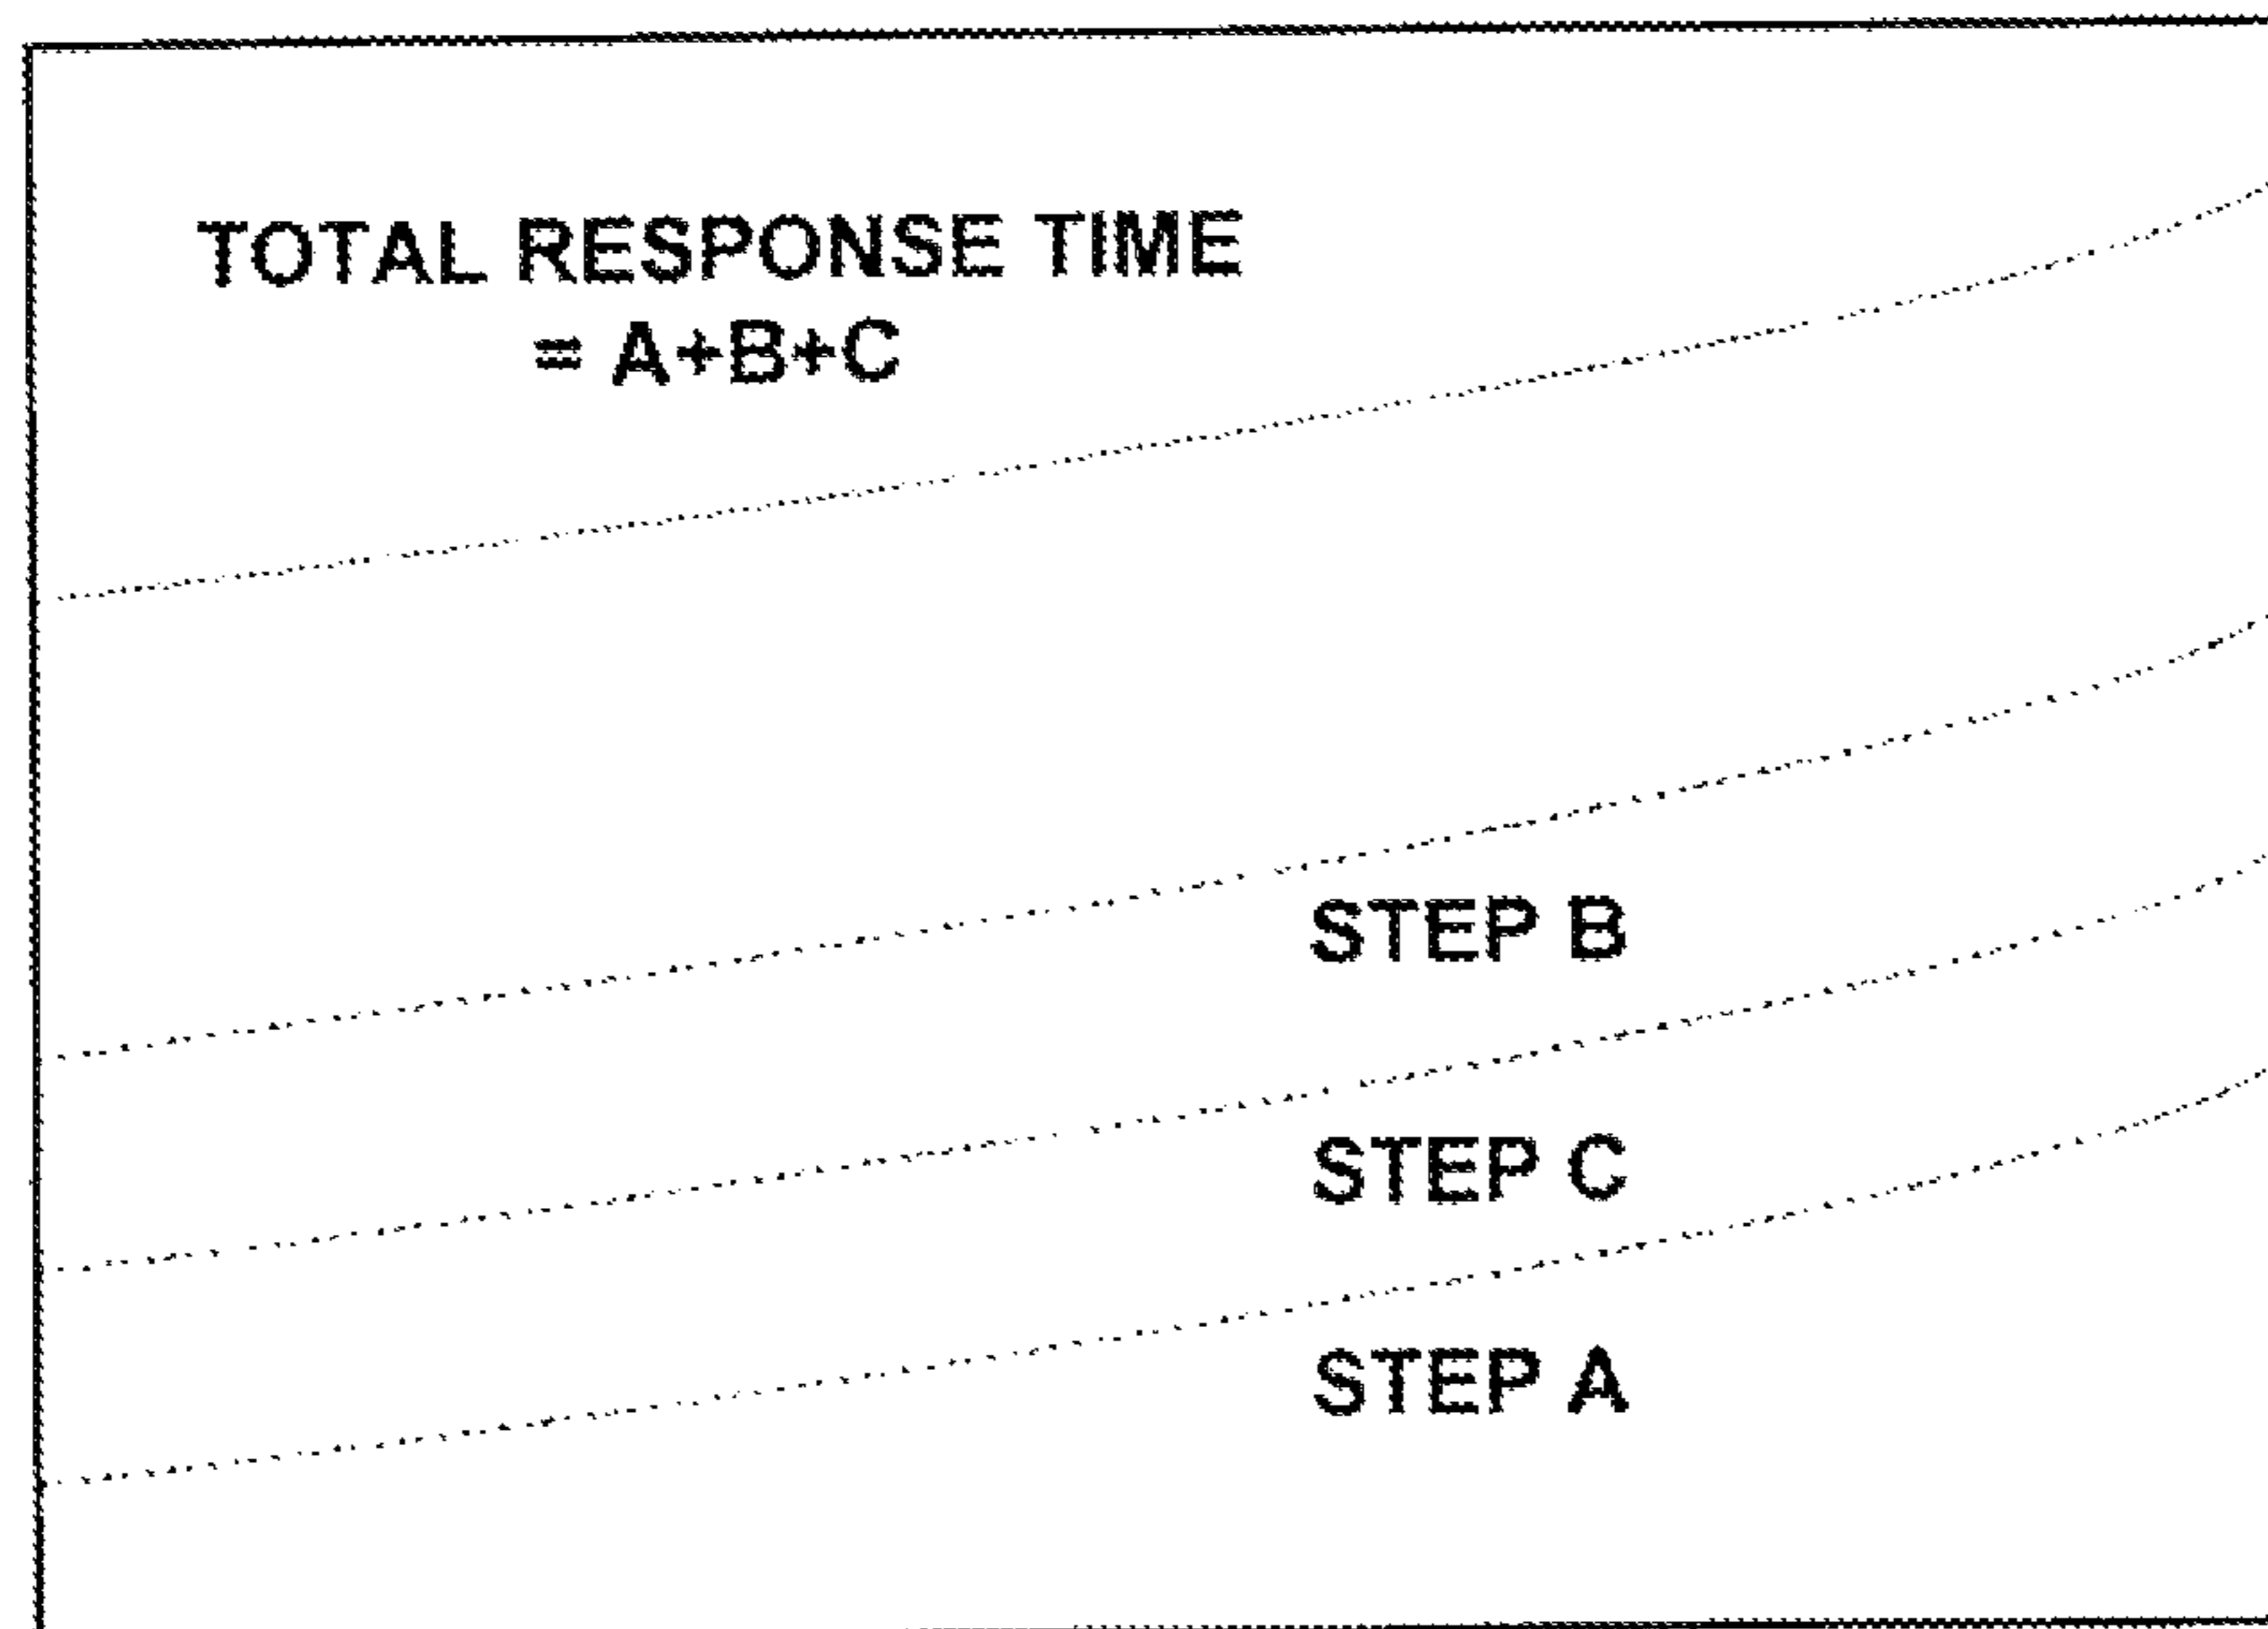 TOTAL RESPONSE TIME
= A+B+C
STEP B
STEP C
STEP A